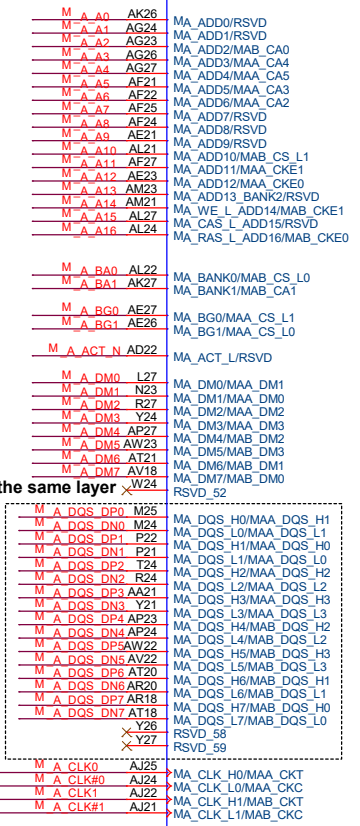 M_A_A0 AK26 MA_ADD0/RSVD
M_A_A1 AG24 MA_ADD1/RSVD
M_A_A2 AG23 MA_ADD2/MAB_CA0
M_A_A3 AG26 MA_ADD3/MAA_CA4
M_A_A4 AG27 MA_ADD4/MAA_CA5
M_A_A5 AF21 MA_ADD5/MAA_CA3
M_A_A6 AF22 MA_ADD6/MAA_CA2
M_A_A7 AF25 MA_ADD7/RSVD
M_A_A8 AF24 MA_ADD8/RSVD
M_A_A9 AE21 MA_ADD9/RSVD
M_A_A10 AL21 MA_ADD10/MAB_CS_L1
M_A_A11 AF27 MA_ADD11/MAA_CKE1
M_A_A12 AE23 MA_ADD12/MAA_CKE0
M_A_A13 AM23 MA_ADD13_BANK2/RSVD
M_A_A14 AM21 MA_WE_L_ADD14/MAB_CKE1
M_A_A15 AL27 MA_CAS_L_ADD15/RSVD
M_A_A16 AL24 MA_RAS_L_ADD16/MAB_CKE0
M_A_BA0 AL22 MA_BANK0/MAB_CS_L0
M_A_BA1 AK27 MA_BANK1/MAB_CA1
M_A_BG0 AE27 MA_BG0/MAA_CS_L1
M_A_BG1 AE26 MA_BG1/MAA_CS_L0
M_A_ACT_N AD22 MA_ACT_L/RSVD
M_A_DM0 L27 MA_DM0/MAA_DM1
M_A_DM1 N23 MA_DM1/MAA_DM0
M_A_DM2 R27 MA_DM2/MAA_DM2
M_A_DM3 Y24 MA_DM3/MAA_DM3
M_A_DM4 AP27 MA_DM4/MAB_DM2
M_A_DM5 AW23 MA_DM5/MAB_DM3
M_A_DM6 AT21 MA_DM6/MAB_DM1
M_A_DM7 AV18 MA_DM7/MAB_DM0
the same layer W24 RSVD_52
M_A_DQS_DP0 M25 MA_DQS_H0/MAA_DQS_H1
M_A_DQS_DN0 M24 MA_DQS_L0/MAA_DQS_L1
M_A_DQS_DP1 P22 MA_DQS_H1/MAA_DQS_H0
M_A_DQS_DN1 P21 MA_DQS_L1/MAA_DQS_L0
M_A_DQS_DP2 T24 MA_DQS_H2/MAA_DQS_H2
M_A_DQS_DN2 R24 MA_DQS_L2/MAA_DQS_L2
M_A_DQS_DP3 AA21 MA_DQS_H3/MAA_DQS_H3
M_A_DQS_DN3 Y21 MA_DQS_L3/MAA_DQS_L3
M_A_DQS_DP4 AP23 MA_DQS_H4/MAB_DQS_H2
M_A_DQS_DN4 AP24 MA_DQS_L4/MAB_DQS_L2
M_A_DQS_DP5 AW22 MA_DQS_H5/MAB_DQS_H3
M_A_DQS_DN5 AV22 MA_DQS_L5/MAB_DQS_L3
M_A_DQS_DP6 AT20 MA_DQS_H6/MAB_DQS_H1
M_A_DQS_DN6 AR20 MA_DQS_L6/MAB_DQS_L1
M_A_DQS_DP7 AR18 MA_DQS_H7/MAB_DQS_H0
M_A_DQS_DN7 AT18 MA_DQS_L7/MAB_DQS_L0
Y26 RSVD_58
Y27 RSVD_59
M_A_CLK0 AJ25 MA_CLK_H0/MAA_CKT
M_A_CLK#0 AJ24 MA_CLK_L0/MAA_CKC
M_A_CLK1 AJ22 MA_CLK_H1/MAB_CKT
M_A_CLK#1 AJ21 MA_CLK_L1/MAB_CKC